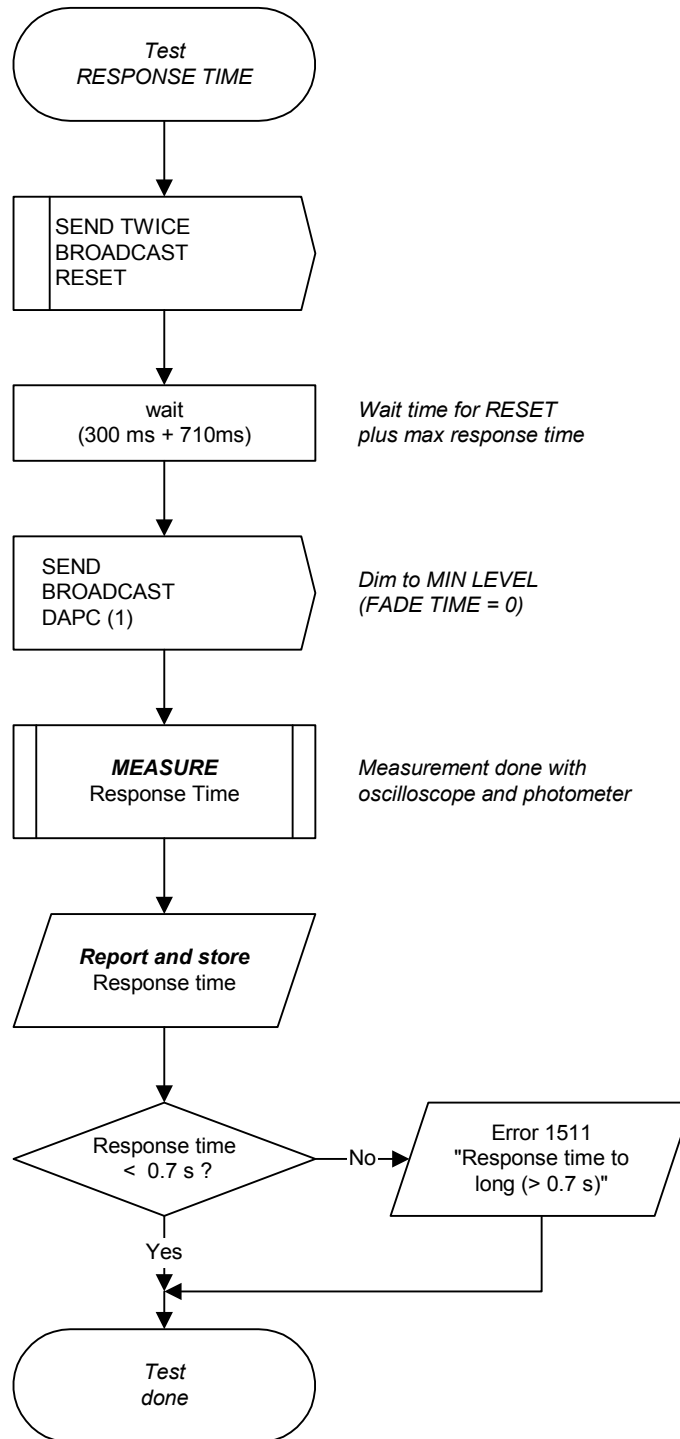 Test
RESPONSE TIME
SEND TWICE
BROADCAST
RESET
wait
(300 ms + 710ms)
Wait time for RESET
plus max response time
SEND
BROADCAST
DAPC (1)
Dim to MIN LEVEL
(FADE TIME = 0)
MEASURE
Response Time
Measurement done with
oscilloscope and photometer
Report and store
Response time
Response time
< 0.7 s ?
No
Error 1511
"Response time to
long (> 0.7 s)"
Yes
Test
done